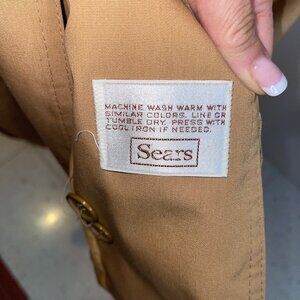 MACHINE WASH WARM WITH
SIMILAR COLORS. LINE OR
TUMBLE DRY. PRESS WITH
COOL IRON IF NEEDED.
Sears